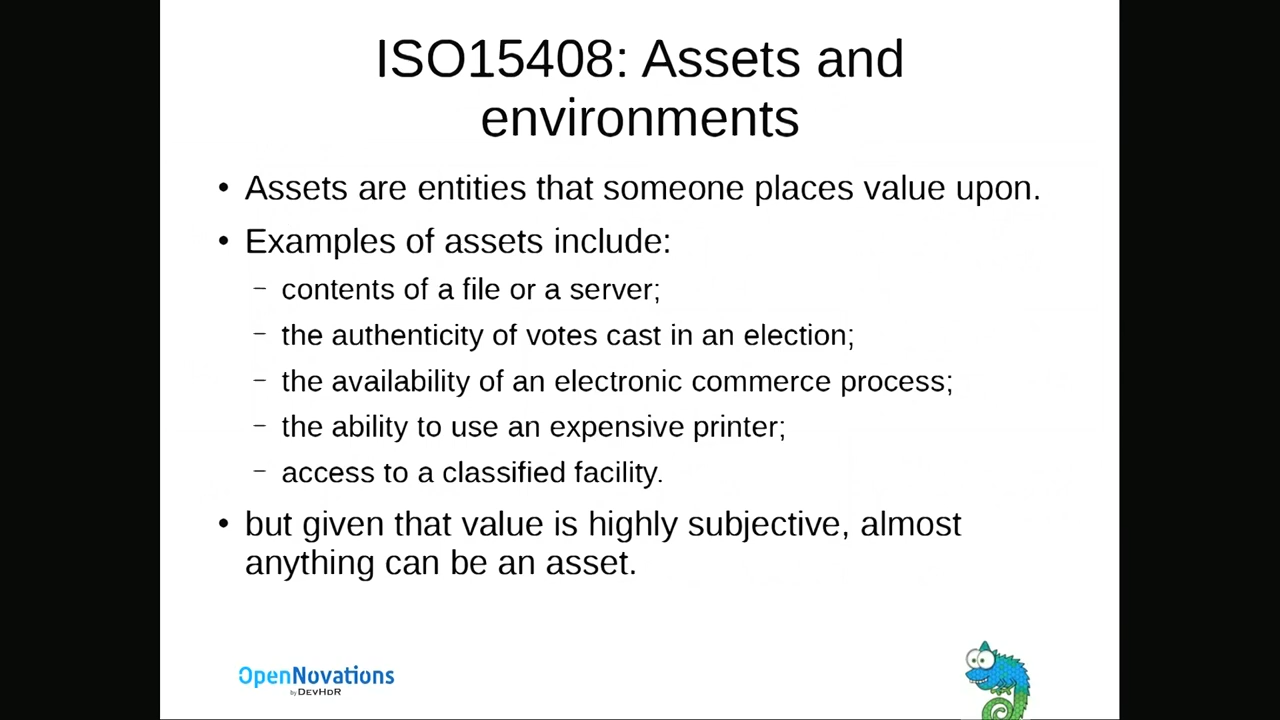 ISO15408: Assets and
environments
• Assets are entities that someone places value upon.
• Examples of assets include:
– contents of a file or a server;
– the authenticity of votes cast in an election;
– the availability of an electronic commerce process;
– the ability to use an expensive printer;
– access to a classified facility.
• but given that value is highly subjective, almost
anything can be an asset.
OpenNovations
by DEVHDR